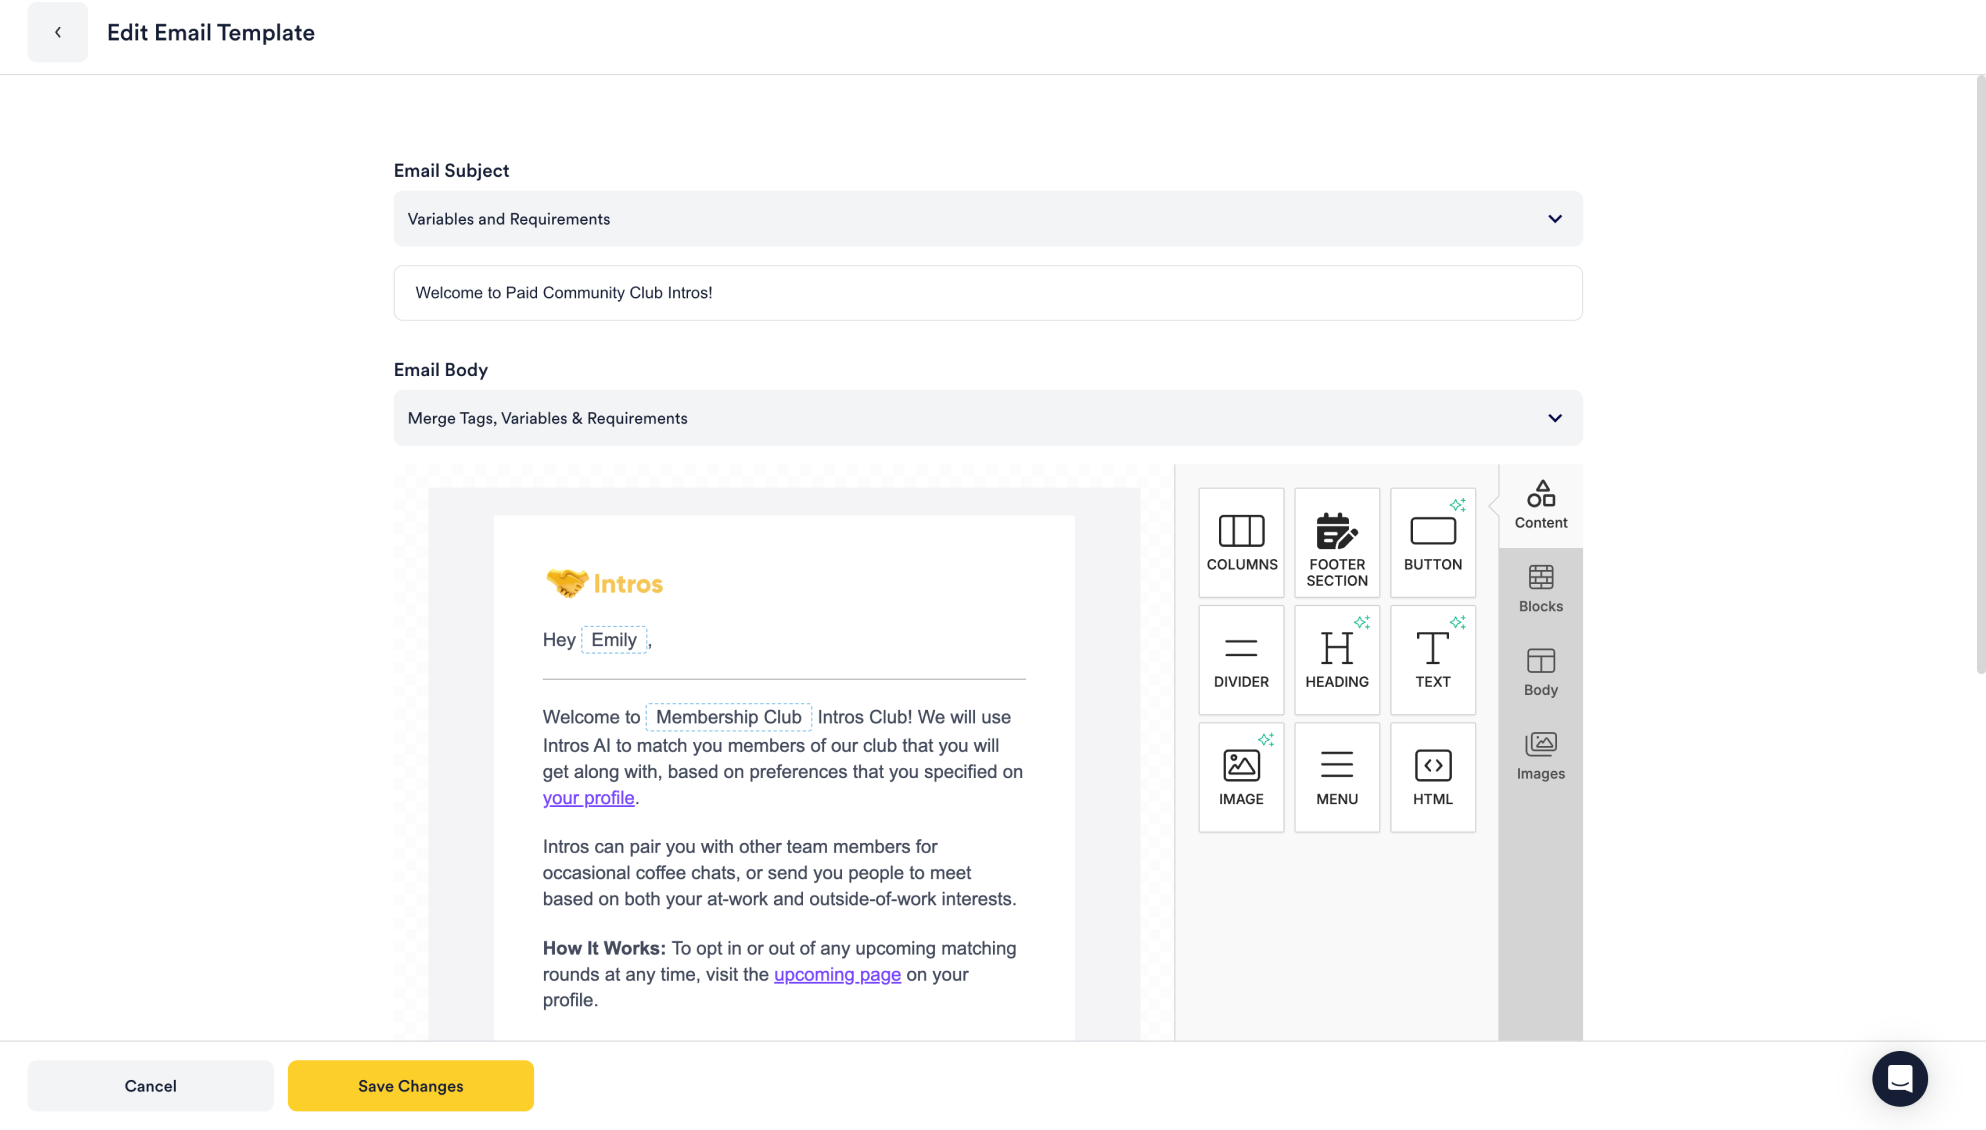 Edit Email Template
Email Subject
Variables and Requirements
Welcome to Paid Community Club Intros!
Email Body
Merge Tags, Variables & Requirements
Intros
Hey Emily,
Welcome to Membership Club Intros Club! We will use
Intros AI to match you members of our club that you will
get along with, based on preferences that you specified on
your profile.
Intros can pair you with other team members for
occasional coffee chats, or send you people to meet
based on both your at-work and outside-of-work interests.
How It Works: To opt in or out of any upcoming matching
rounds at any time, visit the upcoming page on your
profile.
COLUMNS
FOOTER
SECTION
BUTTON
DIVIDER
HEADING
TEXT
IMAGE
MENU
HTML
Content
Blocks
Body
Images
Cancel
Save Changes